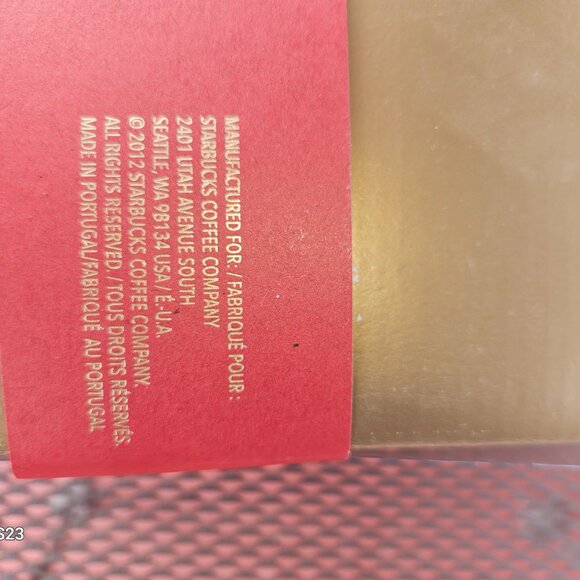 MANUFACTURED FOR: / FABRIQUÉ POUR :
STARBUCKS COFFEE COMPANY
2401 UTAH AVENUE SOUTH
SEATTLE, WA 98134 USA / É.-U.A.
© 2012 STARBUCKS COFFEE COMPANY.
ALL RIGHTS RESERVED. / TOUS DROITS RÉSERVÉS.
MADE IN PORTUGAL/FABRIQUÉ AU PORTUGAL
S23